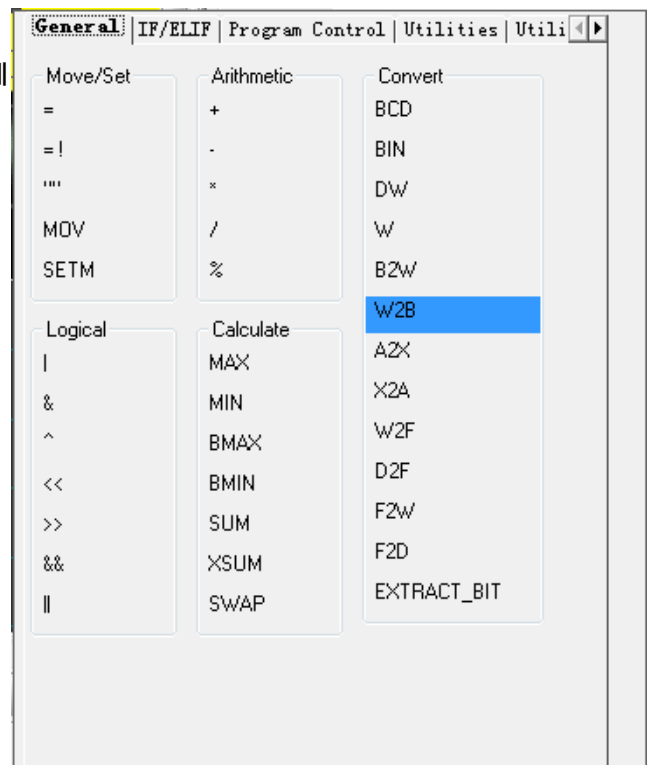 General
IF/ELIF
Program Control
Utilities
Utili
Move/Set
=
=!
""
MOV
SETM
Arithmetic
+
-
*
/
%
Convert
BCD
BIN
DW
W
B2W
W2B
A2X
X2A
W2F
D2F
F2W
F2D
EXTRACT_BIT
Logical
|
&
^
<<
>>
&&
||
Calculate
MAX
MIN
BMAX
BMIN
SUM
XSUM
SWAP